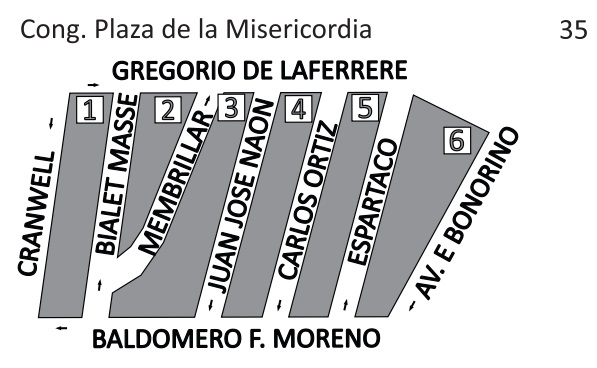 Cong. Plaza de la Misericordia
35
GREGORIO DE LAFERRERE
1
2
3
4
5
6
CRANWELL
BIALET MASSE
MEMBRILLAR
JUAN JOSE NAON
CARLOS ORTIZ
ESPARTACO
AV. E BONORINO
BALDOMERO F. MORENO